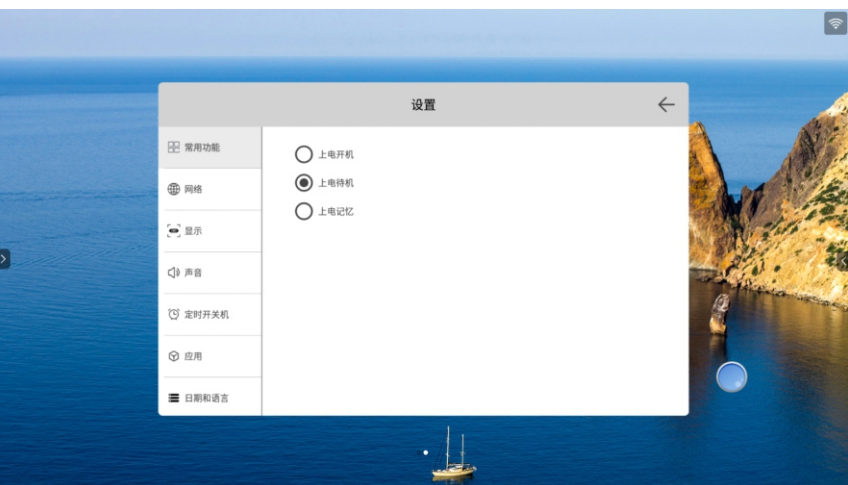 设置
常用功能
上电开机
上电待机
网络
上电记忆
显示
声音
定时开关机
应用
日期和语言